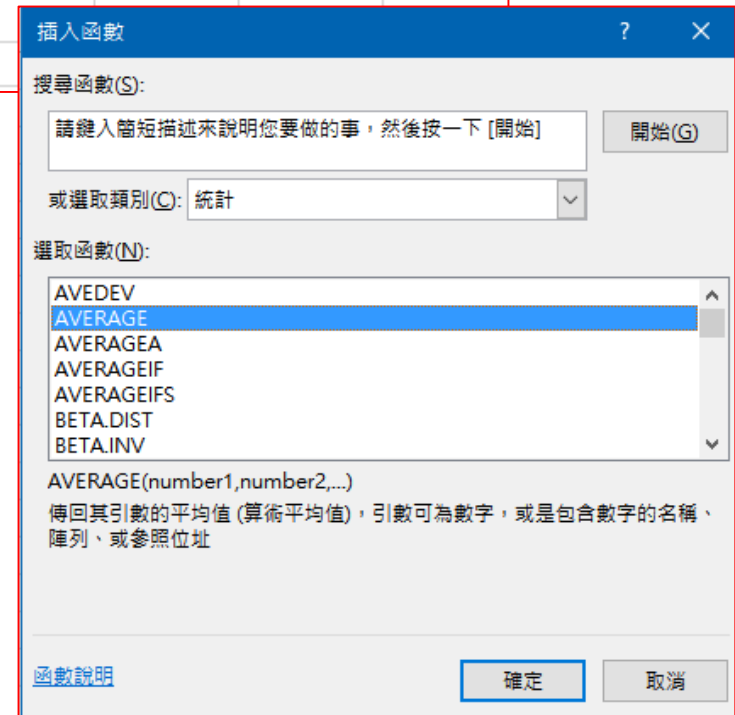 插入函數 ?
搜尋函數(S):
請鍵入簡短描述來說明您要做的事，然後按一下 [開始]
開始(G)
或選取類別(C): 統計
選取函數(N):
AVEDEV
AVERAGE
AVERAGEA
AVERAGEIF
AVERAGEIFS
BETA.DIST
BETA.INV
AVERAGE(number1,number2,...)
傳回其引數的平均值 (算術平均值)，引數可為數字，或是包含數字的名稱、
陣列、或參照位址
函數說明 確定 取消